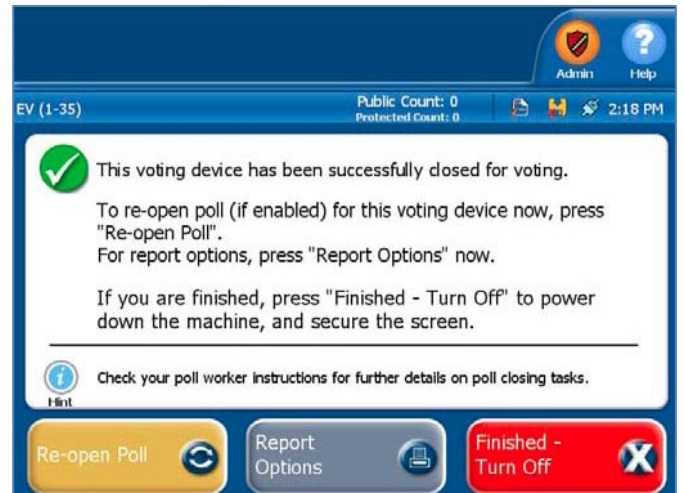 Admin
Help
EV (1-35)
Public Count: 0
Protected Count: 0
2:18 PM
This voting device has been successfully closed for voting.
To re-open poll (if enabled) for this voting device now, press
"Re-open Poll".
For report options, press "Report Options" now.
If you are finished, press "Finished - Turn Off" to power
down the machine, and secure the screen.
Hint
Check your poll worker instructions for further details on poll closing tasks.
Re-open Poll
Report
Options
Finished -
Turn Off